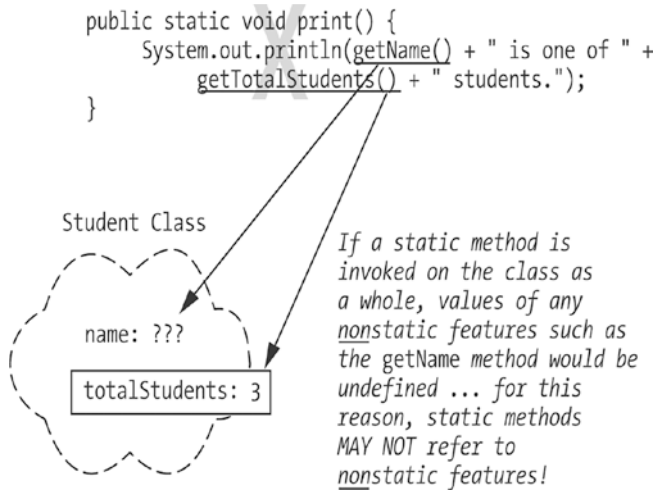 public static void print() {
System.out.println(getName() + " is one of " +
getTotalStudents() + " students.");
}
X
Student Class
name: ???
totalStudents: 3
If a static method is
invoked on the class as
a whole, values of any
nonstatic features such as
the getName method would be
undefined ... for this
reason, static methods
MAY NOT refer to
nonstatic features!